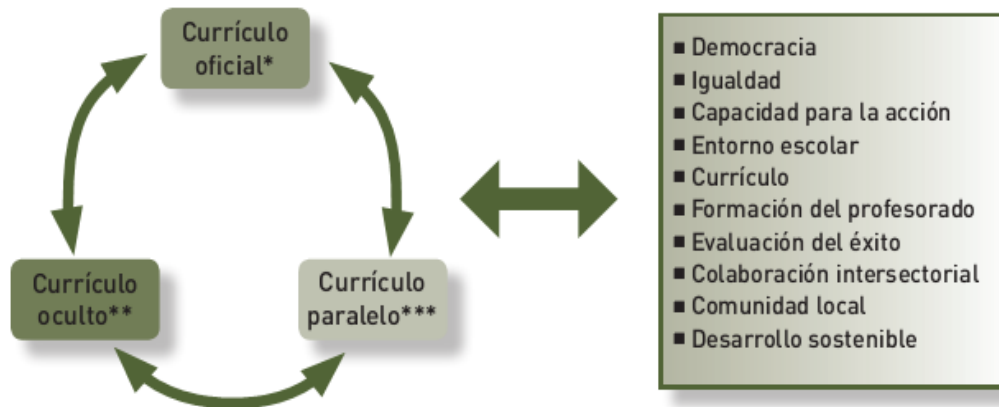 Currículo
oficial*
Currículo
oculto**
Currículo
paralelo***
■ Democracia
■ Igualdad
■ Capacidad para la acción
■ Entorno escolar
■ Currículo
■ Formación del profesorado
■ Evaluación del éxito
■ Colaboración intersectorial
■ Comunidad local
■ Desarrollo sostenible